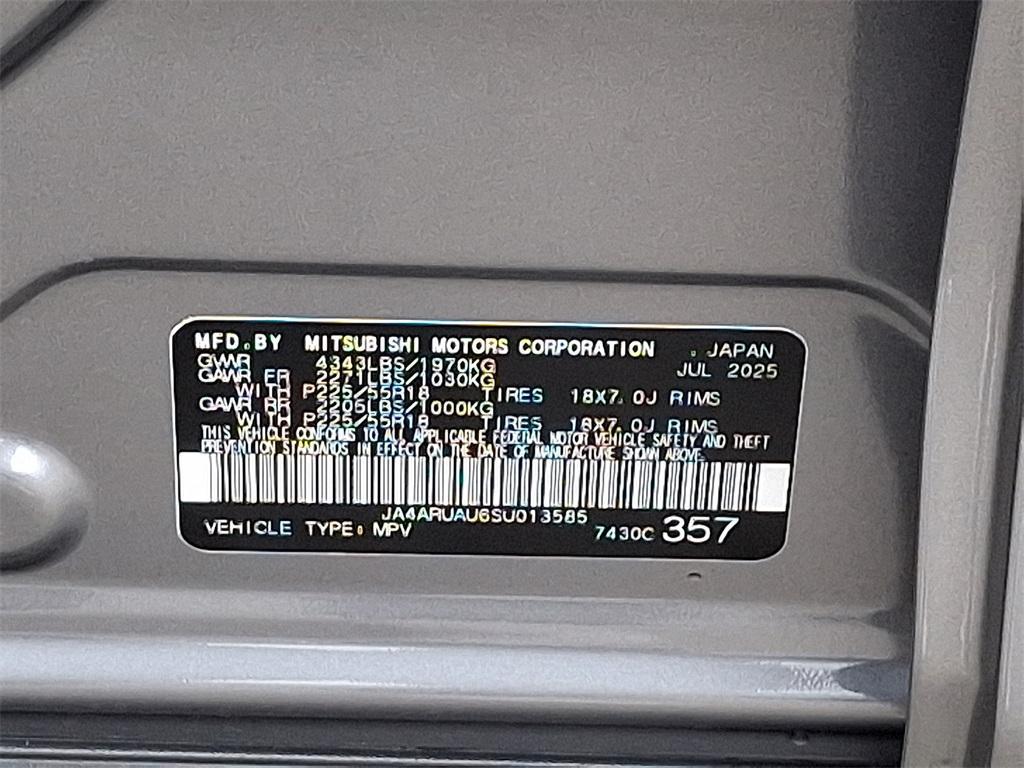 MFD. BY MITSUBISHI MOTORS CORPORATION , JAPAN
GVWR 4343LBS/1970KG JUL 2025
GAWR FR 2271LBS/1030KG
WITH P225/55R18 TIRES 18X7.0J RIMS
GAWR RR 2205LBS/1000KG
WITH P225/55R18 TIRES 18X7.0J RIMS
THIS VEHICLE CONFORMS TO ALL APPLICABLE FEDERAL MOTOR VEHICLE SAFETY AND THEFT
PREVENTION STANDARDS IN EFFECT ON THE DATE OF MANUFACTURE SHOWN ABOVE.
JA4ARUAU6SU013585
VEHICLE TYPE: MPV 7430C 357